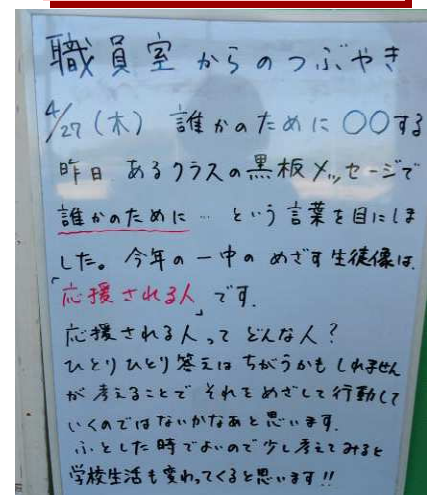 職員室からのつぶやき
4/27(木) 誰かのために〇〇する
昨日 あるクラスの黒板メッセージで
誰かのために… という言葉を目にしま
した。今年の一中のめざす生徒像は、
「応援される人」です。
応援される人って どんな人?
ひとりひとり答えは ちがうかも しれません
が 考えることで それをめざして行動して
いくのではないかなあと思います。
ふとした時でよいので少し考えてみると
学校生活も変わってくると思います!!